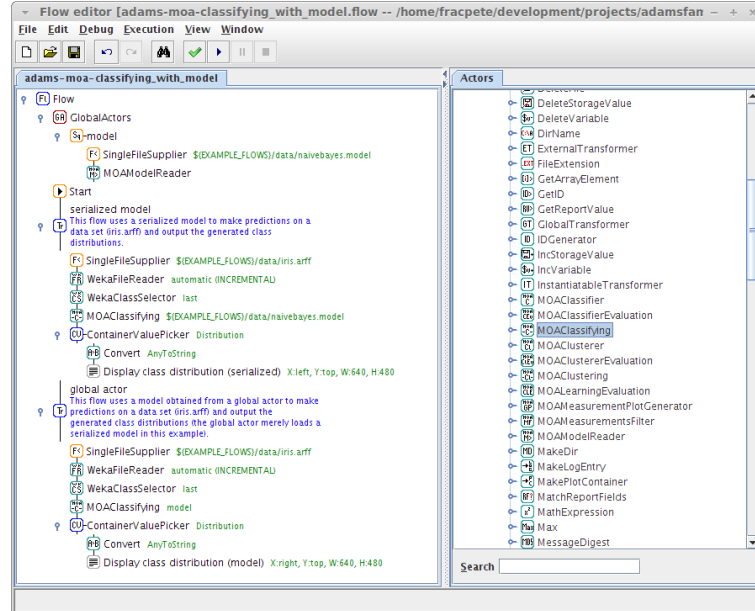 Flow editor [adams-moa-classifying_with_model.flow -- /home/fracpete/development/projects/adamsfan
File Edit Debug Execution View Window
adams-moa-classifying_with_model
Flow
GlobalActors
model
SingleFileSupplier ${EXAMPLE_FLOWS}/data/naivebayes.model
MOAModelReader
Start
serialized model
This flow uses a serialized model to make predictions on a
data set (iris.arff) and output the generated class
distributions.
SingleFileSupplier ${EXAMPLE_FLOWS}/data/iris.arff
WekaFileReader automatic (INCREMENTAL)
WekaClassSelector last
MOAClassifying ${EXAMPLE_FLOWS}/data/naivebayes.model
ContainerValuePicker Distribution
Convert AnyToString
Display class distribution (serialized) X:left, Y:top, W:640, H:480
global actor
This flow uses a model obtained from a global actor to make
predictions on a data set (iris.arff) and output the
generated class distributions (the global actor merely loads a
serialized model in this example).
SingleFileSupplier ${EXAMPLE_FLOWS}/data/iris.arff
WekaFileReader automatic (INCREMENTAL)
WekaClassSelector last
MOAClassifying model
ContainerValuePicker Distribution
Convert AnyToString
Display class distribution (model) X:right, Y:top, W:640, H:480
Actors
DeleteStorageValue
DeleteVariable
DirName
ExternalTransformer
FileExtension
GetArrayElement
GetID
GetReportValue
GlobalTransformer
IDGenerator
IncStorageValue
IncVariable
InstantiatableTransformer
MOAClassifier
MOAClassifierEvaluation
MOAClassifying
MOAClusterer
MOAClustererEvaluation
MOAClustering
MOALearningEvaluation
MOAMeasurementPlotGenerator
MOAMeasurementsFilter
MOAModelReader
MakeDir
MakeLogEntry
MakePlotContainer
MatchReportFields
MathExpression
Max
MessageDigest
Search